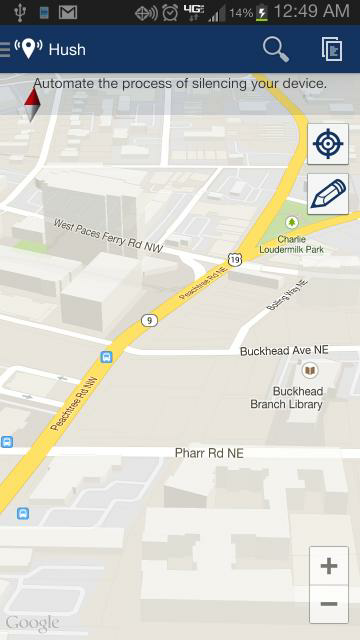 4G LTE 14% 12:49 AM
Hush
Automate the process of silencing your device.
West Paces Ferry Rd NW
Charlie
Loudermilk Park
19
Peachtree Rd NE
Bolling Way NE
9
Buckhead Ave NE
Peachtree Rd NW
Buckhead
Branch Library
Pharr Rd NE
+
−
Google